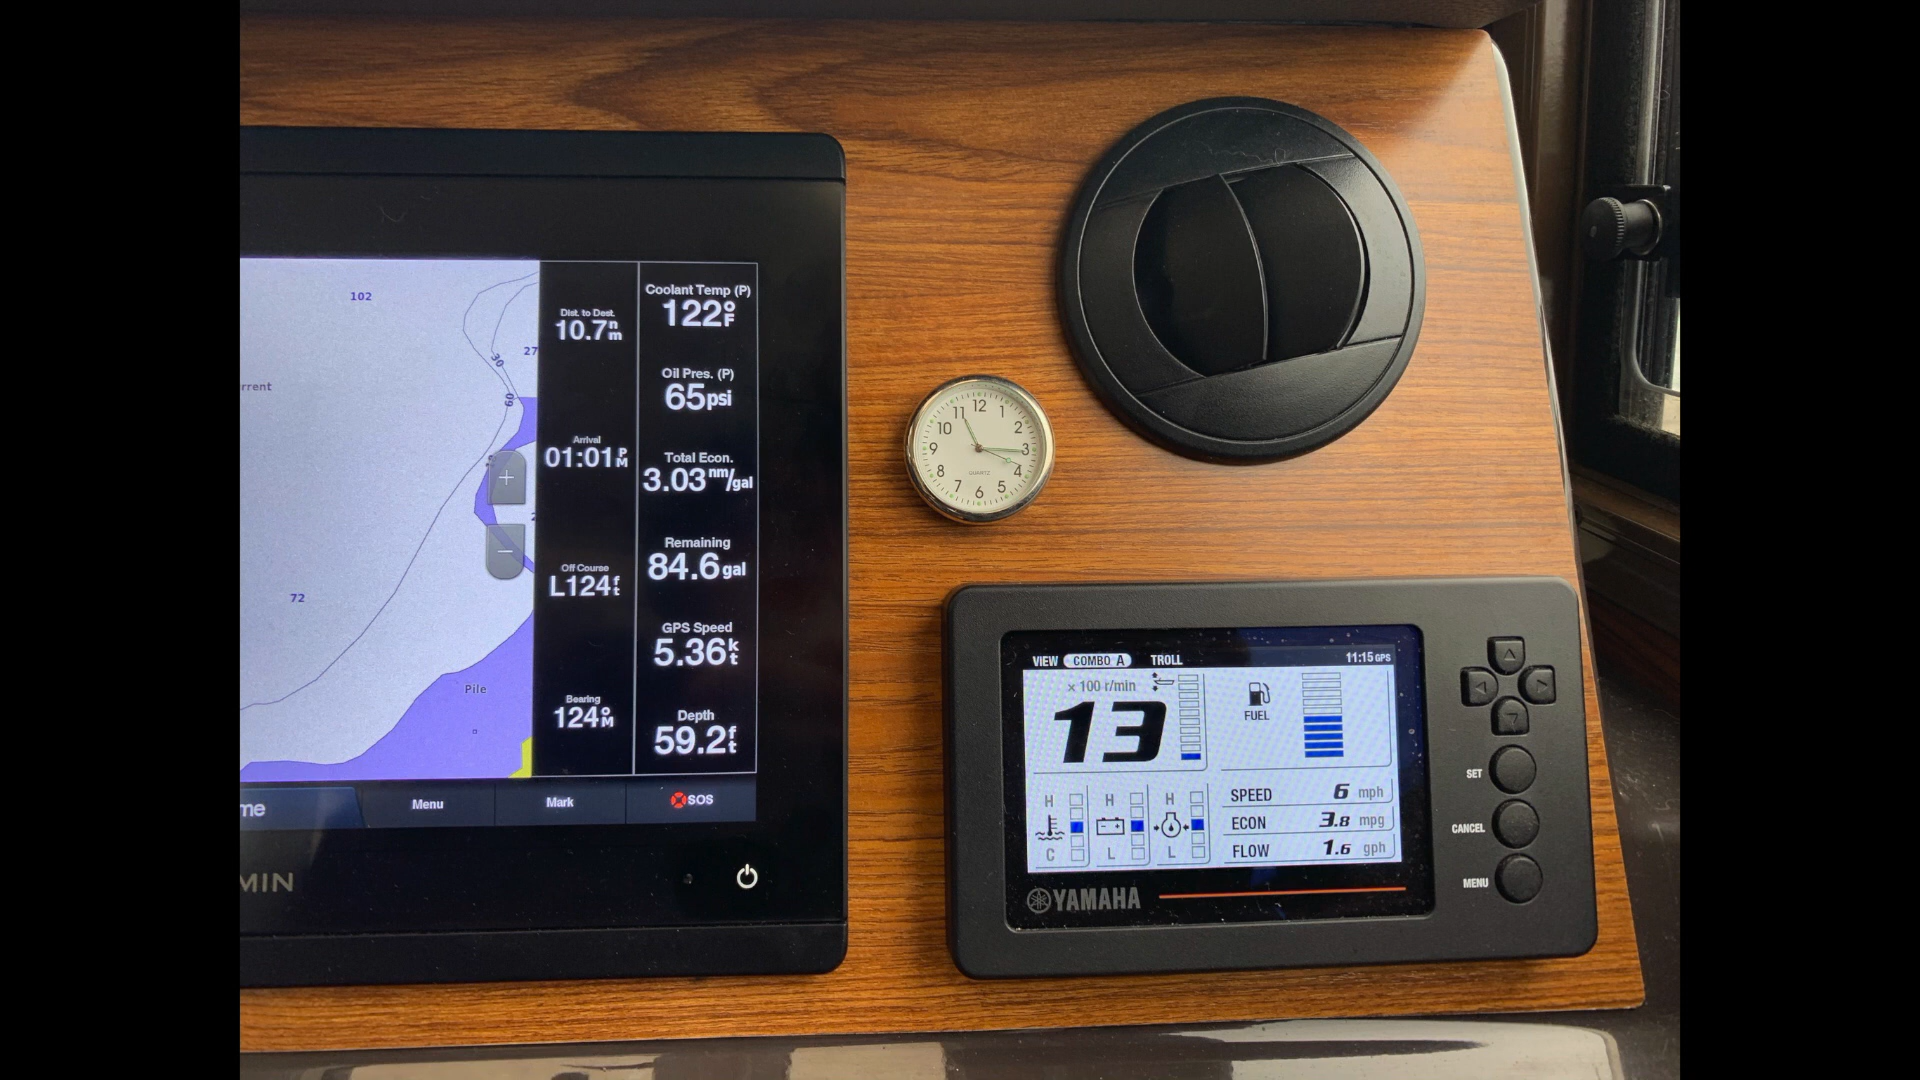 102
27
30
60
rrent
72
Pile
Dist. to Dest.
10.7nm
Arrival
01:01PM
Off Course
L124ft
Bearing
124°M
Coolant Temp (P)
122°F
Oil Pres. (P)
65psi
Total Econ.
3.03nm/gal
Remaining
84.6gal
GPS Speed
5.36kt
Depth
59.2ft
me
Menu
Mark
SOS
MIN
12
1
2
3
4
5
6
7
8
9
10
11
QUARTZ
VIEW COMBO A TROLL 11:15 GPS
× 100 r/min
13
FUEL
H H H
C L L
SPEED 6 mph
ECON 3.8 mpg
FLOW 1.6 gph
YAMAHA
SET
CANCEL
MENU